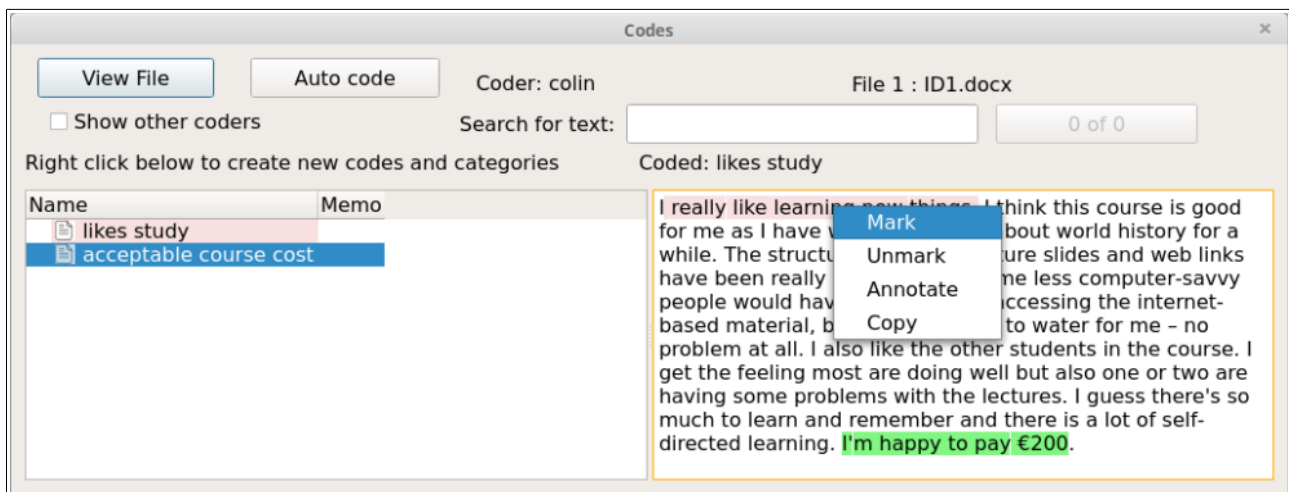 Codes ×
View File Auto code Coder: colin File 1 : ID1.docx
Show other coders Search for text: 0 of 0
Right click below to create new codes and categories Coded: likes study
Name Memo
likes study
acceptable course cost
I really like learning new things. I think this course is good
for me as I have bout world history for a
while. The structu ture slides and web links
have been really me less computer-savvy
people would hav accessing the internet-
based material, b to water for me – no
problem at all. I also like the other students in the course. I
get the feeling most are doing well but also one or two are
having some problems with the lectures. I guess there's so
much to learn and remember and there is a lot of self-
directed learning. I'm happy to pay €200.
Mark
Unmark
Annotate
Copy